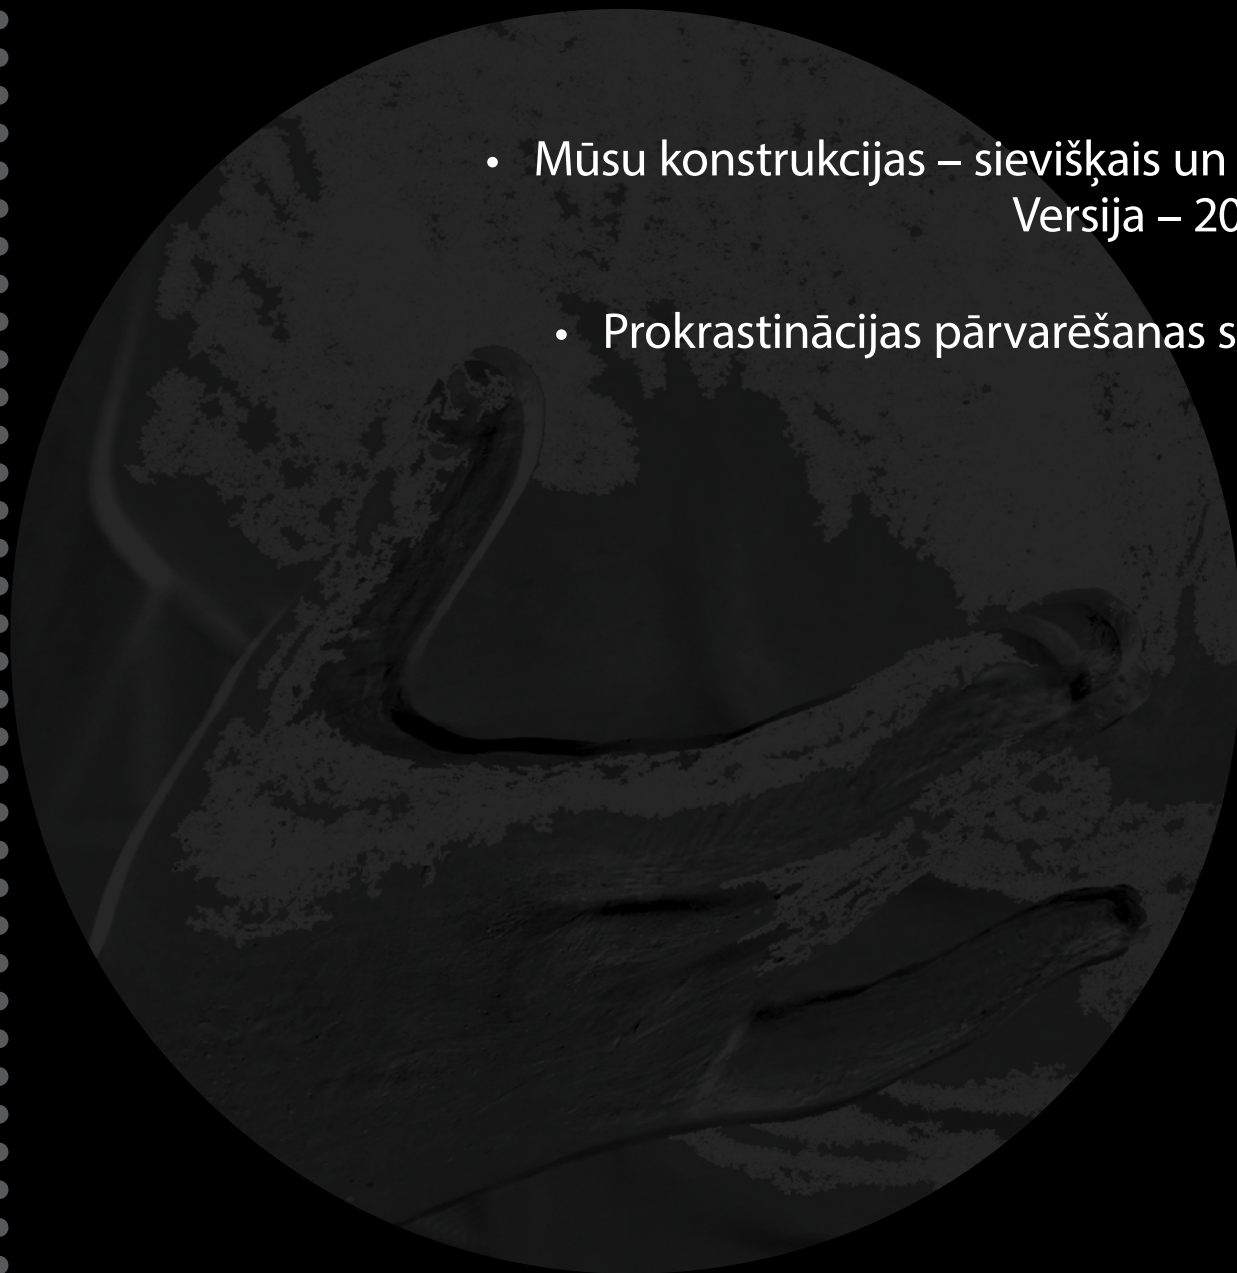 • Mūsu konstrukcijas – sievišķais un
Versija – 20
• Prokrastinācijas pārvarēšanas s